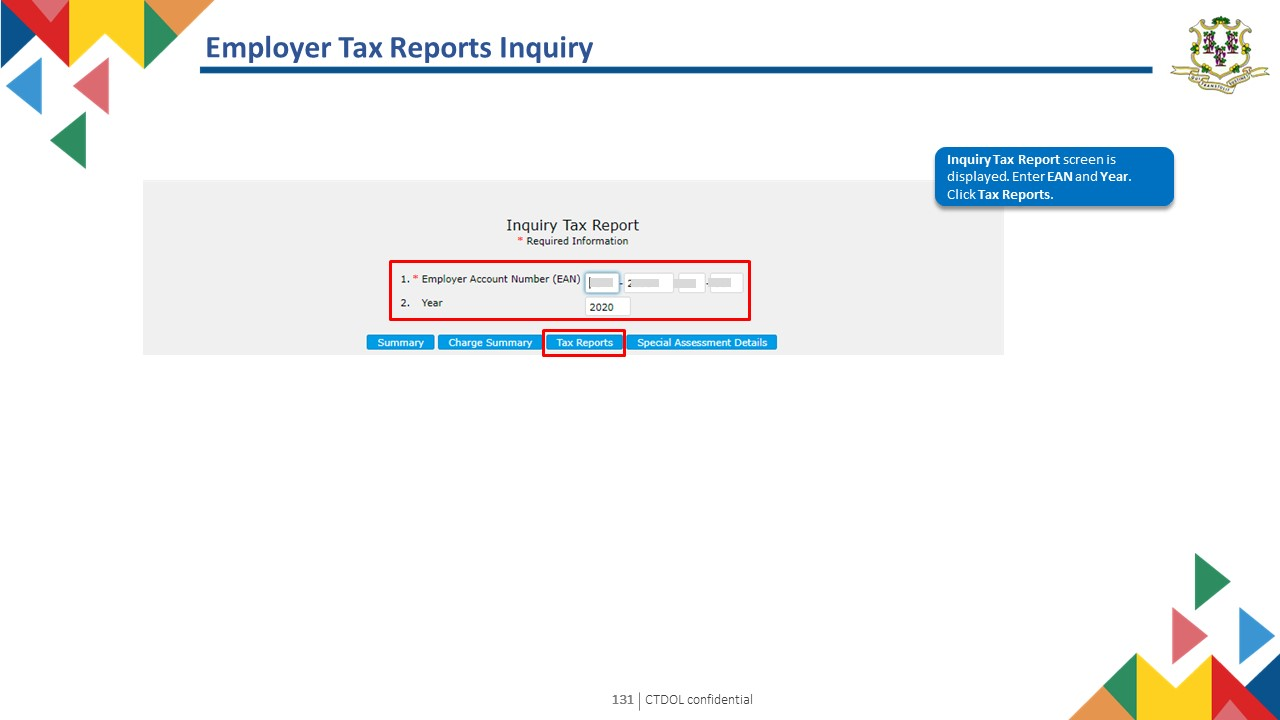 Employer Tax Reports Inquiry
Inquiry Tax Report screen is
displayed. Enter EAN and Year.
Click Tax Reports.
Inquiry Tax Report
* Required Information
1. * Employer Account Number (EAN) - 2 -
2. Year 2020
Summary Charge Summary Tax Reports Special Assessment Details
131 CTDOL confidential